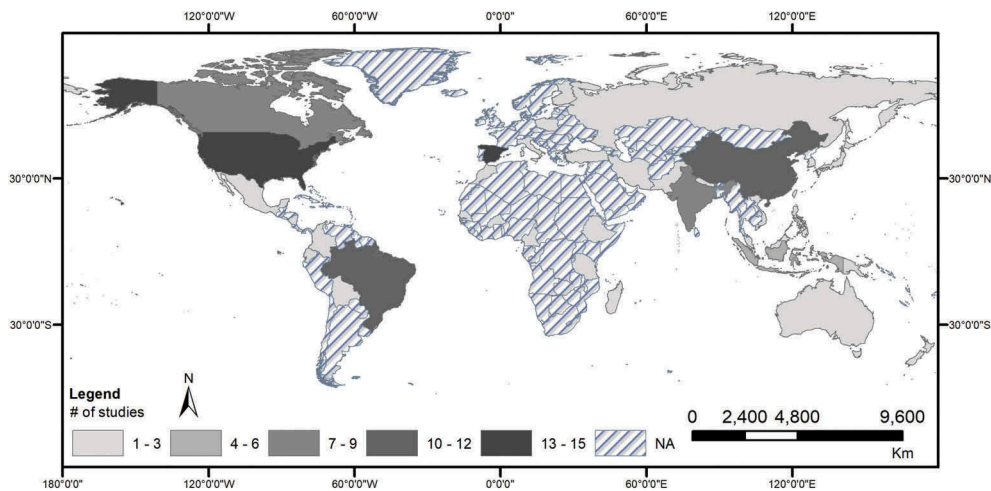 120°0'0"W 60°0'0"W 0°0'0" 60°0'0"E 120°0'0"E
30°0'0"N 30°0'0"N
30°0'0"S 30°0'0"S
Legend
# of studies
N
1 - 3 4 - 6 7 - 9 10 - 12 13 - 15 NA
0 2,400 4,800 9,600
Km
180°0'0" 120°0'0"W 60°0'0"W 0°0'0" 60°0'0"E 120°0'0"E